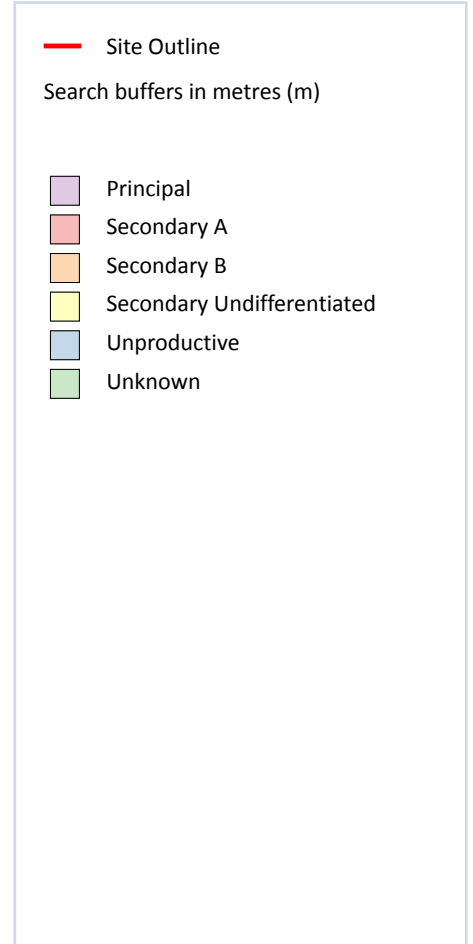 Site Outline
Search buffers in metres (m)
Principal
Secondary A
Secondary B
Secondary Undifferentiated
Unproductive
Unknown